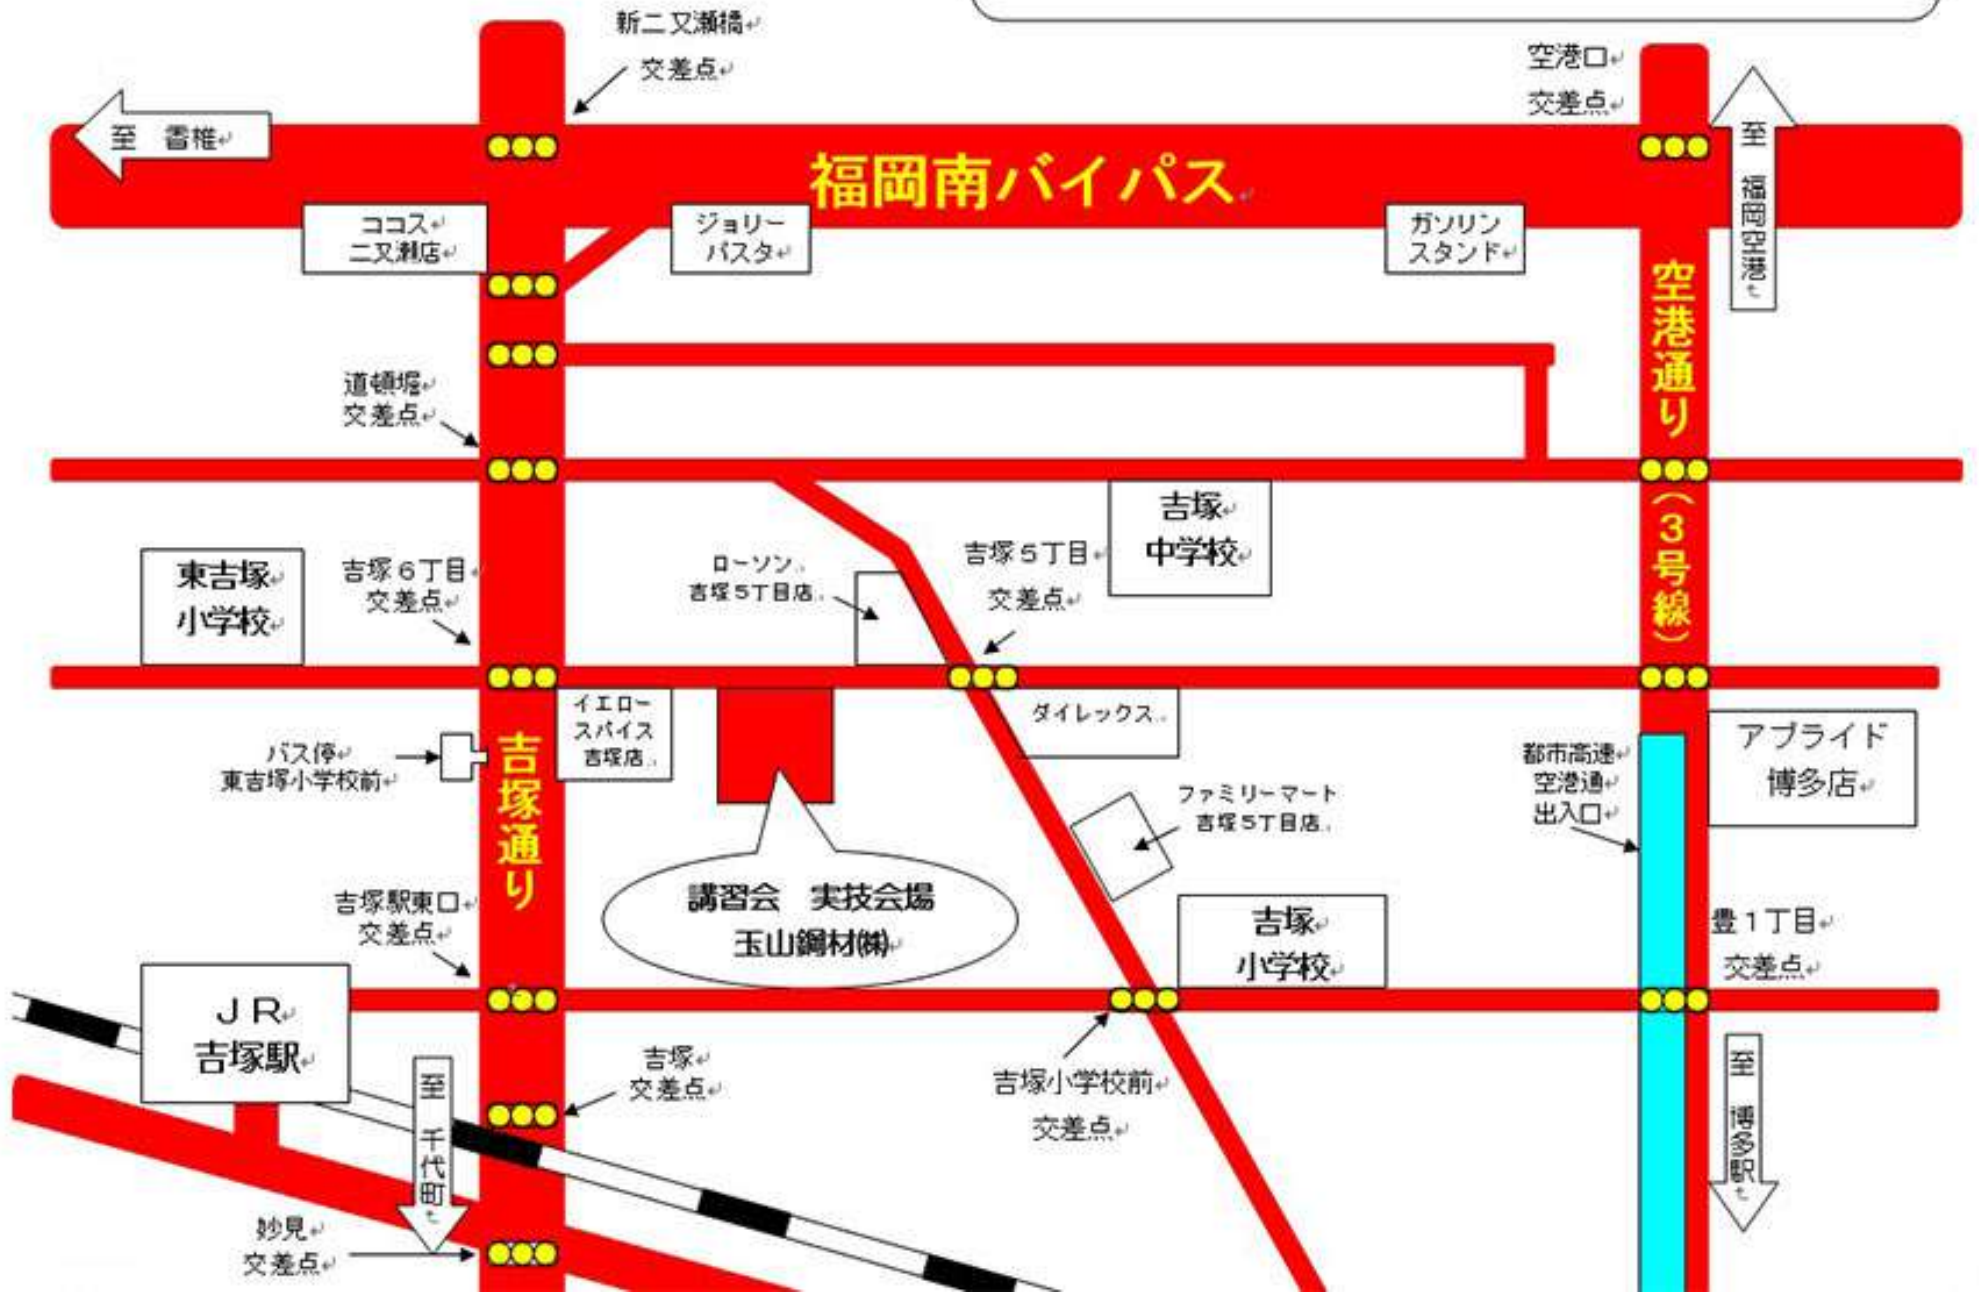 新二又瀬橋
交差点
空港口
交差点
至 香椎
福岡南バイパス
至 福岡空港
ココス
二又瀬店
ジョリー
パスタ
ガソリン
スタンド
空港通り(3号線)
道頓堀
交差点
吉塚
中学校
東吉塚
小学校
吉塚6丁目
交差点
ローソン
吉塚5丁目店
吉塚5丁目
交差点
イエロー
スパイス
吉塚店
ダイレックス
バス停
東吉塚小学校前
吉塚通り
都市高速
空港通
出入口
アプライド
博多店
ファミリーマート
吉塚5丁目店
講習会 実技会場
玉山鋼材㈱
吉塚駅東口
交差点
吉塚
小学校
豊1丁目
交差点
JR
吉塚駅
至 千代町
吉塚
交差点
吉塚小学校前
交差点
至 博多駅
妙見
交差点